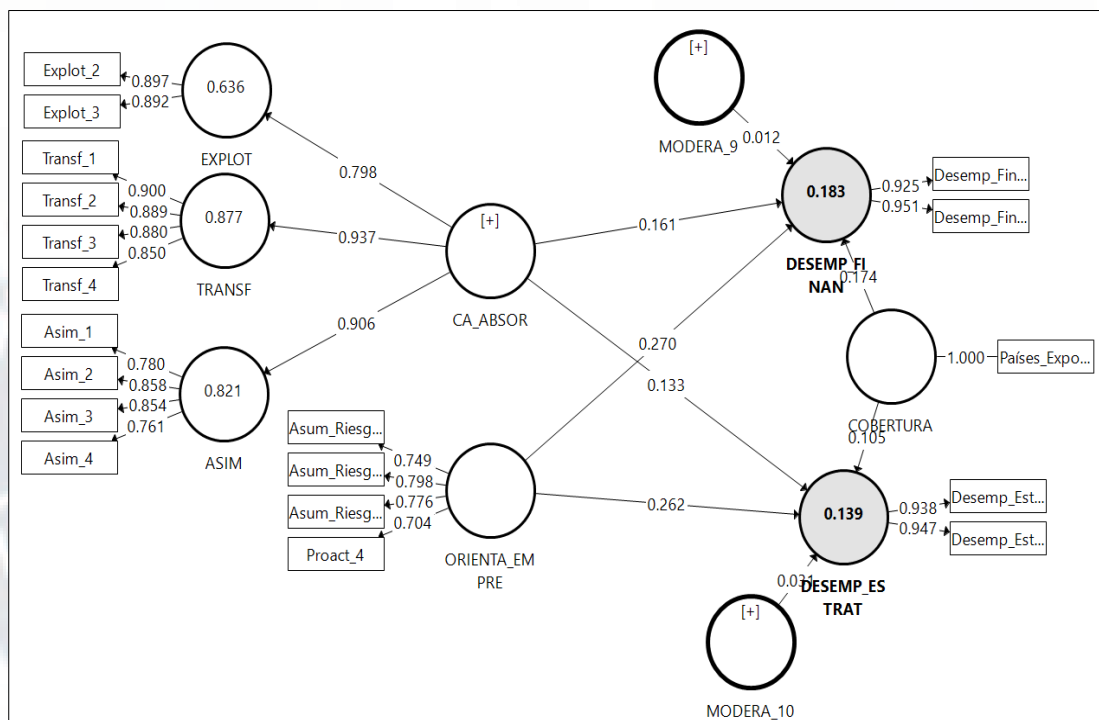 [+]
Explot_2
0.897
0.636
Explot_3
0.892
EXPLOT
MODERA_9
0.012
Transf_1
0.900
Transf_2
0.889
0.877
Transf_3
0.880
Transf_4
0.850
TRANSF
0.798
0.937
[+]
CA_ABSOR
0.161
0.183
0.925
Desemp_Fin...
0.951
Desemp_Fin...
DESEMP_FI
NAN
0.174
Asim_1
0.780
Asim_2
0.858
0.821
Asim_3
0.854
Asim_4
0.761
ASIM
0.906
0.270
0.133
1.000
Países_Expo...
COBERTURA
0.105
Asum_Riesg...
0.749
Asum_Riesg...
0.798
Asum_Riesg...
0.776
Proact_4
0.704
ORIENTA_EM
PRE
0.262
0.139
0.938
Desemp_Est...
0.947
Desemp_Est...
DESEMP_ES
TRAT
0.031
[+]
MODERA_10